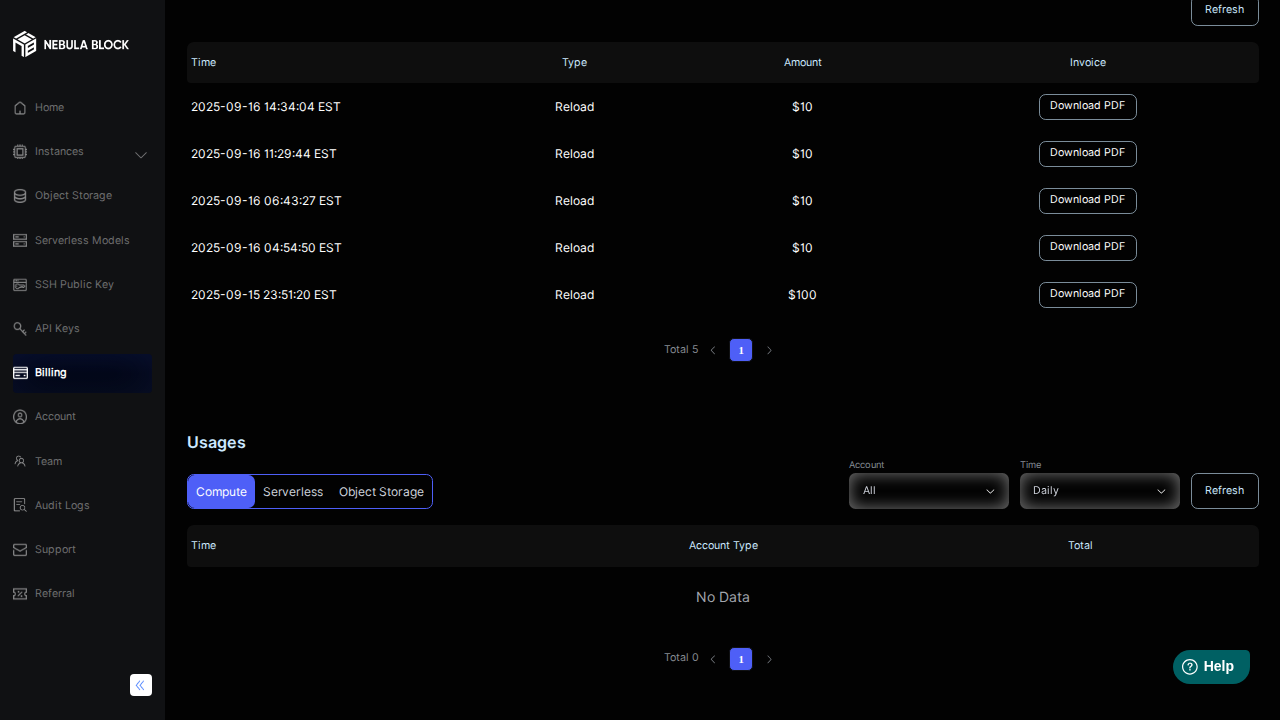 NEBULA BLOCK
Home
Instances
Object Storage
Serverless Models
SSH Public Key
API Keys
Billing
Account
Team
Audit Logs
Support
Referral
Refresh
Time Type Amount Invoice
2025-09-16 14:34:04 EST Reload $10 Download PDF
2025-09-16 11:29:44 EST Reload $10 Download PDF
2025-09-16 06:43:27 EST Reload $10 Download PDF
2025-09-16 04:54:50 EST Reload $10 Download PDF
2025-09-15 23:51:20 EST Reload $100 Download PDF
Total 5 1
Usages
Account Time
Compute Serverless Object Storage All Daily Refresh
Time Account Type Total
No Data
Total 0 1
Help